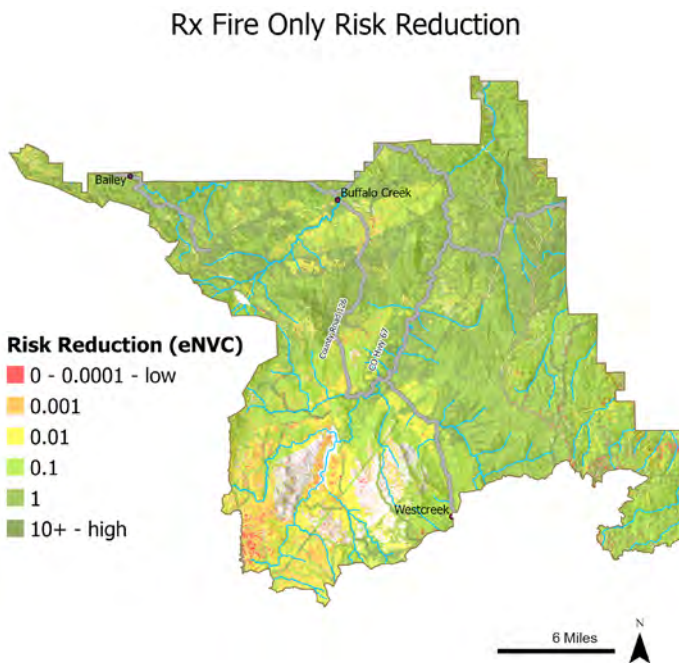 Rx Fire Only Risk Reduction
Bailey
Buffalo Creek
County Road 126
CO Hwy 67
Risk Reduction (eNVC)
0 - 0.0001 - low
0.001
0.01
0.1
1
10+ - high
Westcreek
6 Miles
N